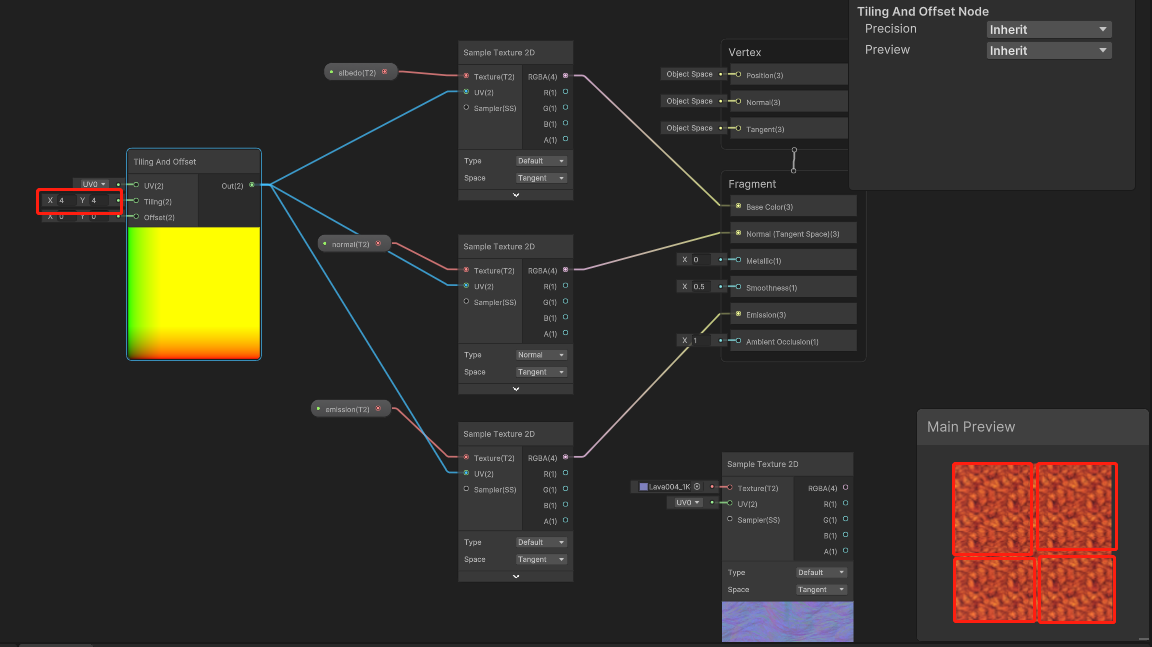 Tiling And Offset Node
Precision
Inherit
Preview
Inherit
albedo(T2)
Sample Texture 2D
Texture(T2)
RGBA(4)
UV(2)
R(1)
Sampler(SS)
G(1)
B(1)
A(1)
Type
Default
Space
Tangent
Vertex
Object Space
Position(3)
Object Space
Normal(3)
Object Space
Tangent(3)
Tiling And Offset
UV0
UV(2)
Out(2)
X 4 Y 4
Tiling(2)
X 0 Y 0
Offset(2)
Fragment
Base Color(3)
Normal (Tangent Space)(3)
X 0
Metallic(1)
X 0.5
Smoothness(1)
Emission(3)
X 1
Ambient Occlusion(1)
normal(T2)
Sample Texture 2D
Texture(T2)
RGBA(4)
UV(2)
R(1)
Sampler(SS)
G(1)
B(1)
A(1)
Type
Normal
Space
Tangent
emission(T2)
Sample Texture 2D
Texture(T2)
RGBA(4)
UV(2)
R(1)
Sampler(SS)
G(1)
B(1)
A(1)
Type
Default
Space
Tangent
Sample Texture 2D
Lava004_1K
Texture(T2)
RGBA(4)
UV0
UV(2)
R(1)
Sampler(SS)
G(1)
B(1)
A(1)
Type
Default
Space
Tangent
Main Preview